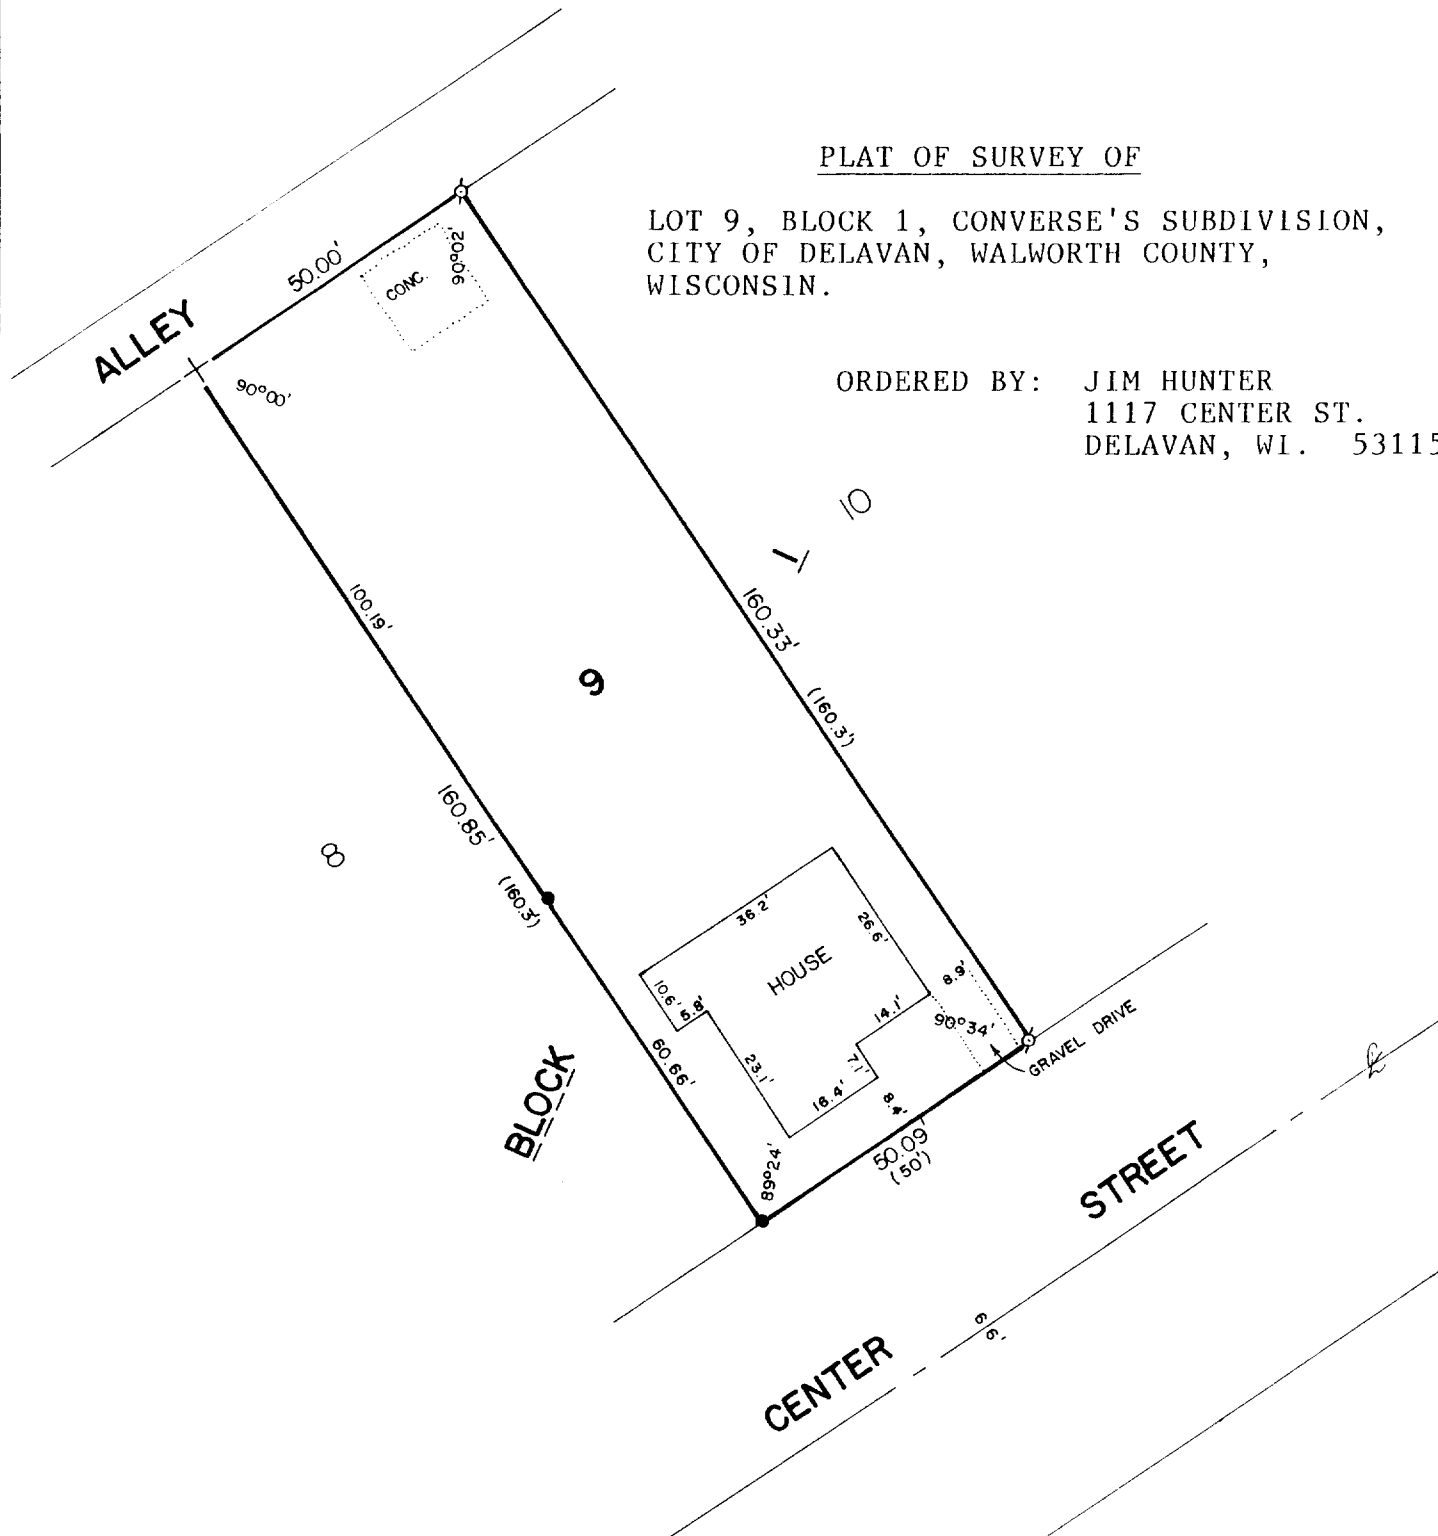 PLAT OF SURVEY OF
LOT 9, BLOCK 1, CONVERSE'S SUBDIVISION,
CITY OF DELAVAN, WALWORTH COUNTY,
WISCONSIN.
ORDERED BY: JIM HUNTER
1117 CENTER ST.
DELAVAN, WI. 53115
ALLEY
50.00'
CONC.
90°02'
90°00'
10
1
100.19'
160.33'
(160.3')
9
160.85'
(160.3')
8
36.2'
26.6'
HOUSE
10.6'
5.8'
14.1'
8.9'
90°34'
GRAVEL DRIVE
60.66'
23.1'
7.1'
16.4'
8.4'
BLOCK
89°24'
50.09
(50')
STREET
℄
66'
CENTER